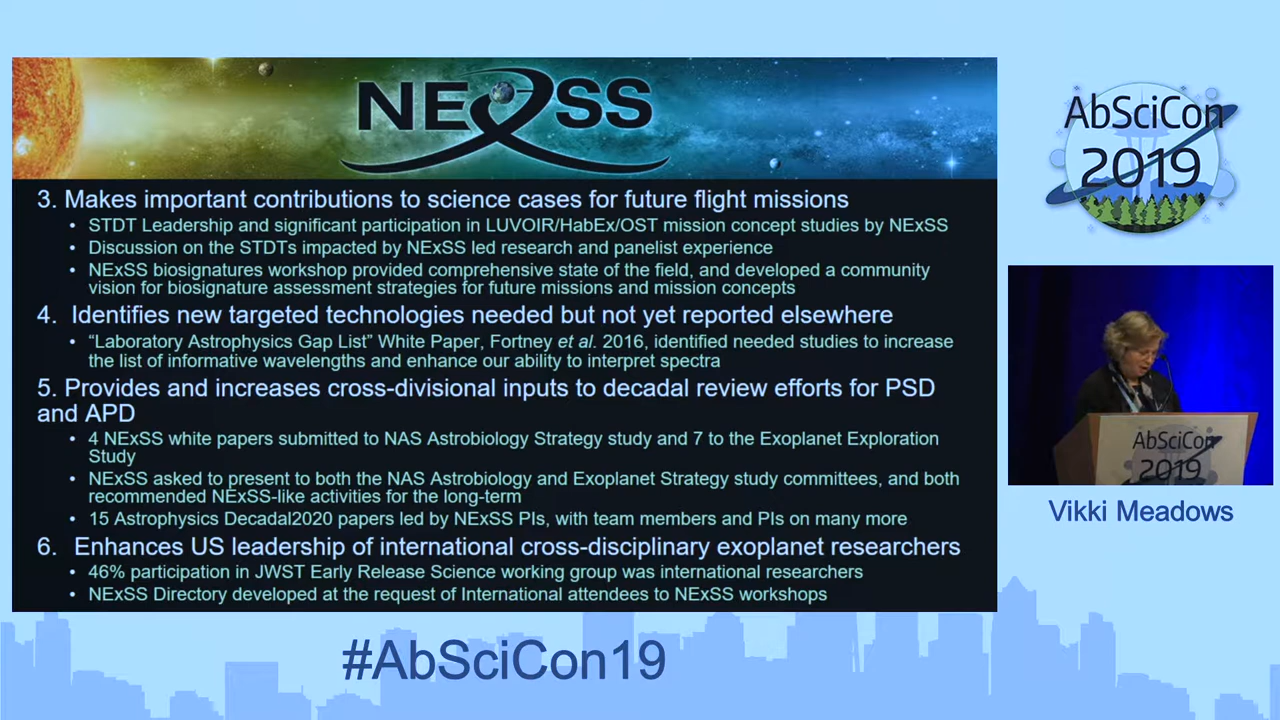 NExSS
3. Makes important contributions to science cases for future flight missions
• STDT Leadership and significant participation in LUVOIR/HabEx/OST mission concept studies by NExSS
• Discussion on the STDTs impacted by NExSS led research and panelist experience
• NExSS biosignatures workshop provided comprehensive state of the field, and developed a community
vision for biosignature assessment strategies for future missions and mission concepts
4. Identifies new targeted technologies needed but not yet reported elsewhere
• “Laboratory Astrophysics Gap List” White Paper, Fortney et al. 2016, identified needed studies to increase
the list of informative wavelengths and enhance our ability to interpret spectra
5. Provides and increases cross-divisional inputs to decadal review efforts for PSD
and APD
• 4 NExSS white papers submitted to NAS Astrobiology Strategy study and 7 to the Exoplanet Exploration
Study
• NExSS asked to present to both the NAS Astrobiology and Exoplanet Strategy study committees, and both
recommended NExSS-like activities for the long-term
• 15 Astrophysics Decadal2020 papers led by NExSS PIs, with team members and PIs on many more
6. Enhances US leadership of international cross-disciplinary exoplanet researchers
• 46% participation in JWST Early Release Science working group was international researchers
• NExSS Directory developed at the request of International attendees to NExSS workshops
AbSciCon
2019
AbSciCon
2019
Vikki Meadows
#AbSciCon19